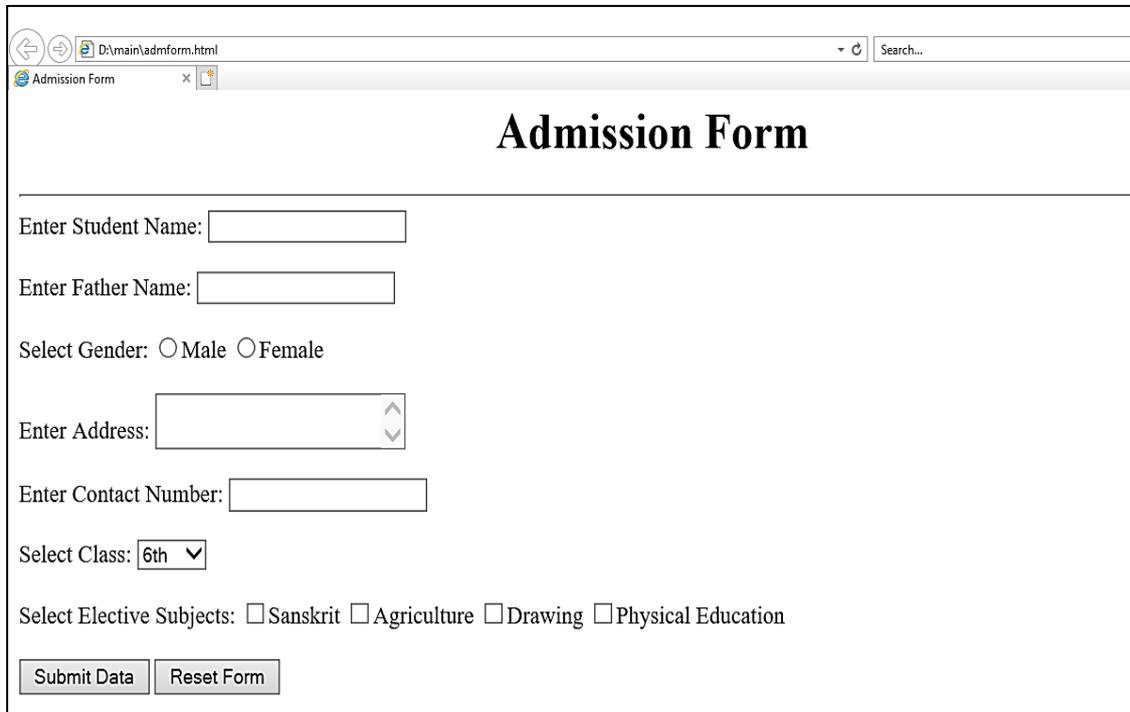 D:\main\admform.html Search...
Admission Form
Admission Form
Enter Student Name:
Enter Father Name:
Select Gender: Male Female
Enter Address:
Enter Contact Number:
Select Class: 6th
Select Elective Subjects: Sanskrit Agriculture Drawing Physical Education
Submit Data Reset Form